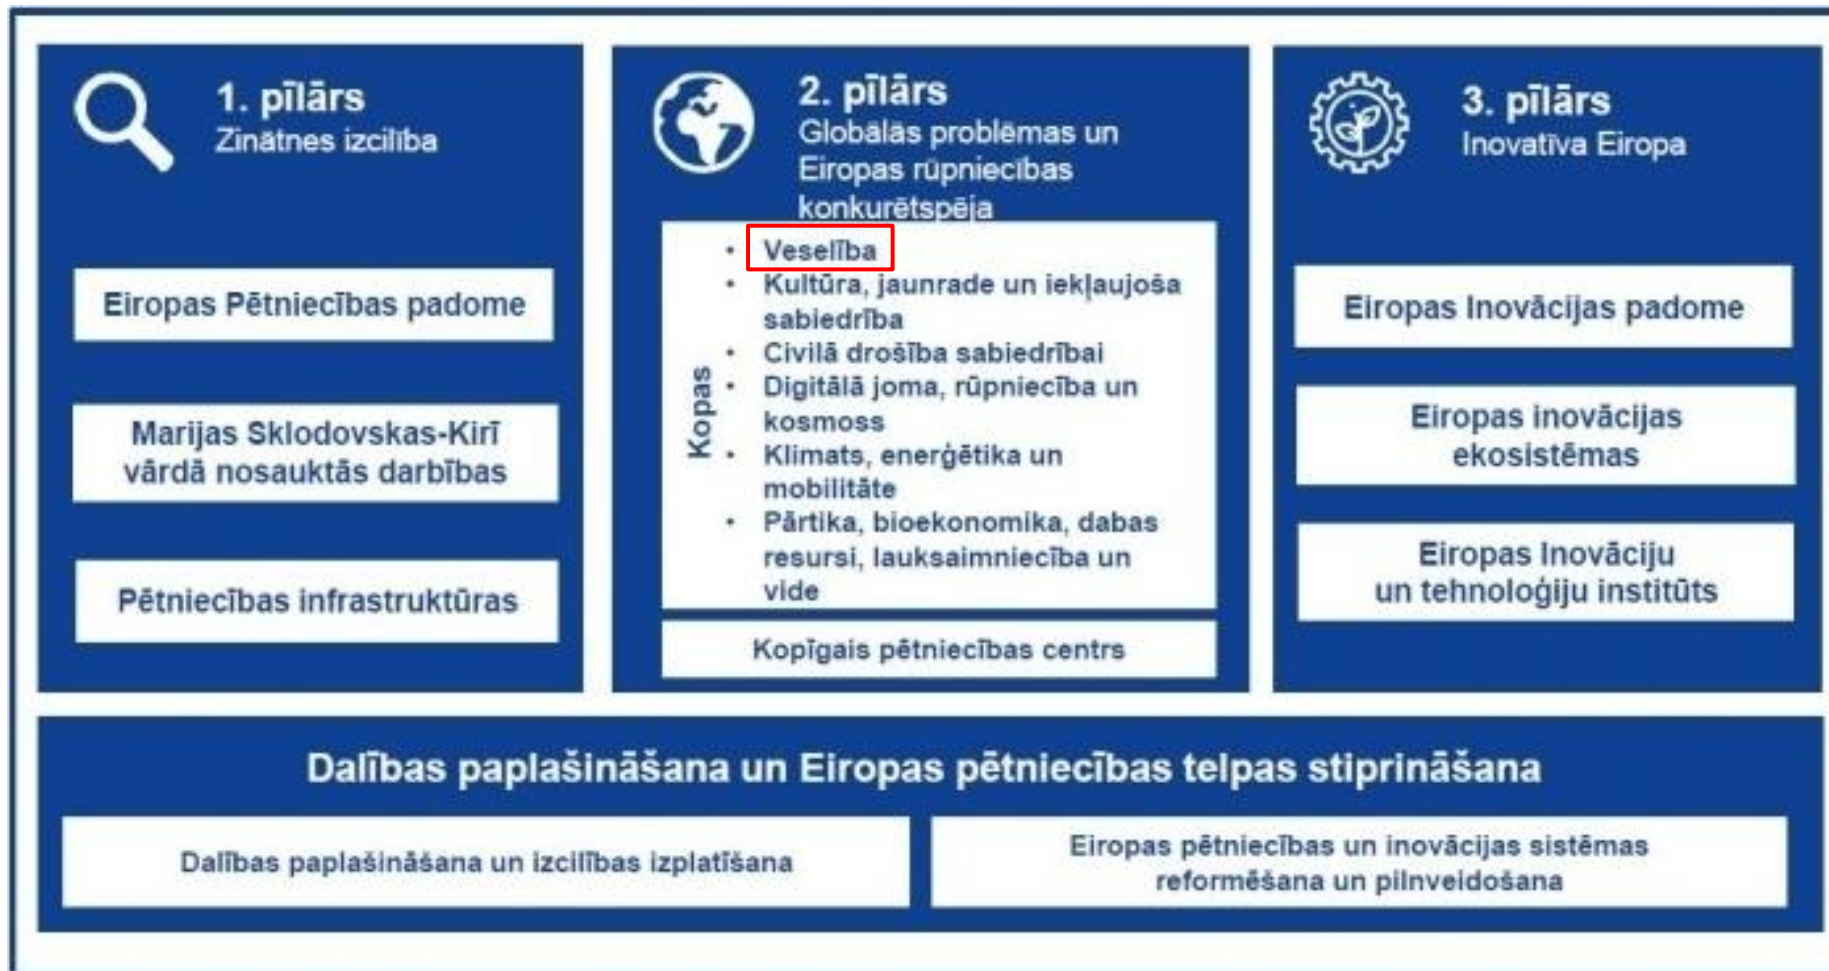 1. pīlārs
Zinātnes izcilība
Eiropas Pētniecības padome
Marijas Sklodovskas-Kirī
vārdā nosauktās darbības
Pētniecības infrastruktūras
2. pīlārs
Globālās problēmas un
Eiropas rūpniecības
konkurētspēja
Kopas
• Veselība
• Kultūra, jaunrade un iekļaujoša
sabiedrība
• Civilā drošība sabiedrībai
• Digitālā joma, rūpniecība un
kosmoss
• Klimats, enerģētika un
mobilitāte
• Pārtika, bioekonomika, dabas
resursi, lauksaimniecība un
vide
Kopīgais pētniecības centrs
3. pīlārs
Inovatīva Eiropa
Eiropas Inovācijas padome
Eiropas inovācijas
ekosistēmas
Eiropas Inovāciju
un tehnoloģiju institūts
Dalības paplašināšana un Eiropas pētniecības telpas stiprināšana
Dalības paplašināšana un izcilības izplatīšana
Eiropas pētniecības un inovācijas sistēmas
reformēšana un pilnveidošana